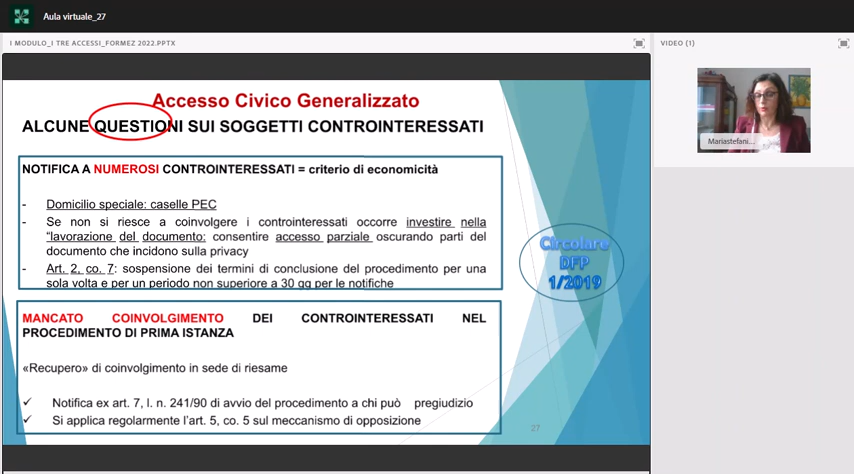 Aula virtuale_27
I MODULO_I TRE ACCESSI_FORMEZ 2022.PPTX
VIDEO (1)
Accesso Civico Generalizzato
ALCUNE QUESTIONI SUI SOGGETTI CONTROINTERESSATI
NOTIFICA A NUMEROSI CONTROINTERESSATI = criterio di economicità
- Domicilio speciale: caselle PEC
- Se non si riesce a coinvolgere i controinteressati occorre investire nella
“lavorazione del documento: consentire accesso parziale oscurando parti del
documento che incidono sulla privacy
- Art. 2, co. 7: sospensione dei termini di conclusione del procedimento per una
sola volta e per un periodo non superiore a 30 gg per le notifiche
Circolare
DFP
1/2019
MANCATO COINVOLGIMENTO DEI CONTROINTERESSATI NEL
PROCEDIMENTO DI PRIMA ISTANZA
«Recupero» di coinvolgimento in sede di riesame
✓ Notifica ex art. 7, l. n. 241/90 di avvio del procedimento a chi può pregiudizio
✓ Si applica regolarmente l’art. 5, co. 5 sul meccanismo di opposizione
27
Mariastefani...